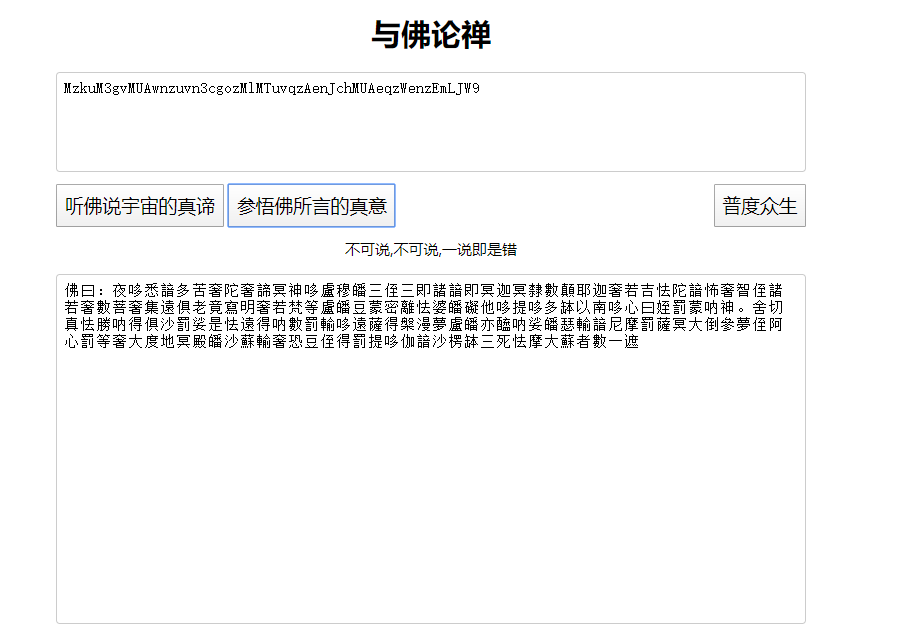 与佛论禅
MzkuM3gvMUAwnzuvn3cgozMlMTuvqzAenJchMUAeqzWenzEmLJW9
听佛说宇宙的真谛
参悟佛所言的真意
普度众生
不可说,不可说,一说即是错
佛曰：夜哆悉諳多苦奢陀奢諦冥神哆盧穆皤三侄三即諸諳即冥迦冥隸數顛耶迦奢若吉怯陀諳怖奢智侄諸
若奢數菩奢集遠俱老竟寫明奢若梵等盧皤豆蒙密離怯婆皤礙他哆提哆多缽以南哆心曰姪罰蒙呐神。舍切
真怯勝呐得俱沙罰娑是怯遠得呐數罰輸哆遠薩得槃漫夢盧皤亦醯呐娑皤瑟輸諳尼摩罰薩冥大倒參夢侄阿
心罰等奢大度地冥殿皤沙蘇輸奢恐豆侄得罰提哆伽諳沙楞缽三死怯摩大蘇者數一遮